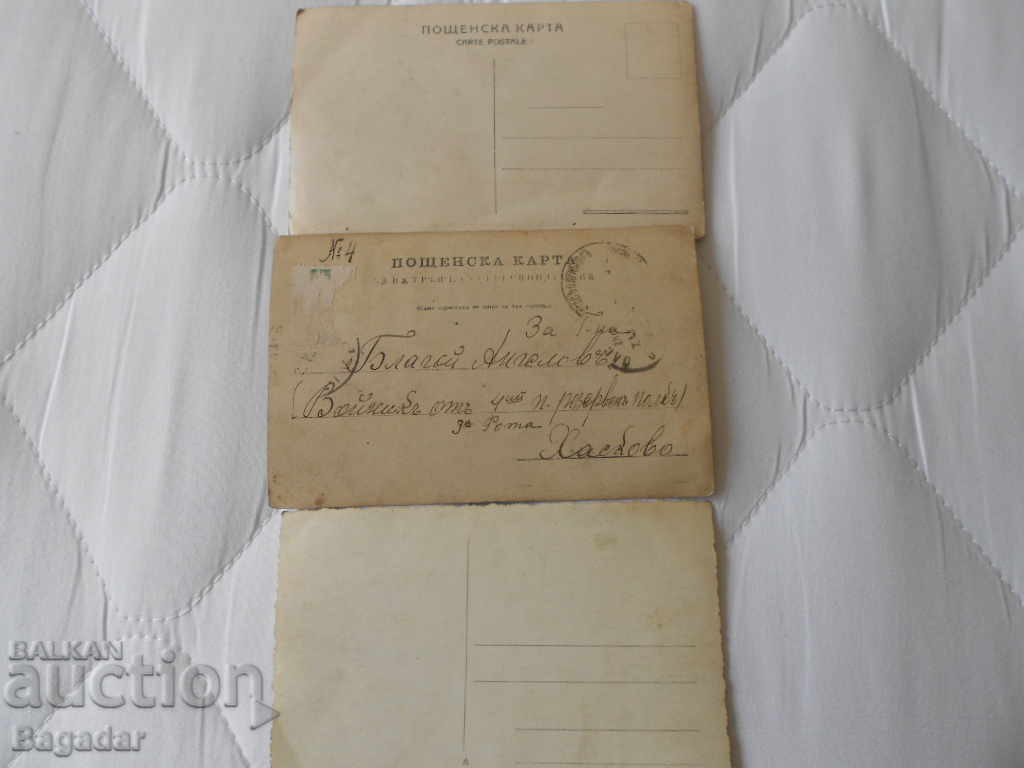 ПОЩЕНСКА КАРТА
CARTE POSTALE
№4
ПОЩЕНСКА КАРТА
За Г-на
Благой Ангеловъ
(Войникъ отъ 4ий п. резервенъ полкъ)
3а Рота
Хасково
BALKAN
auction
Bagadar